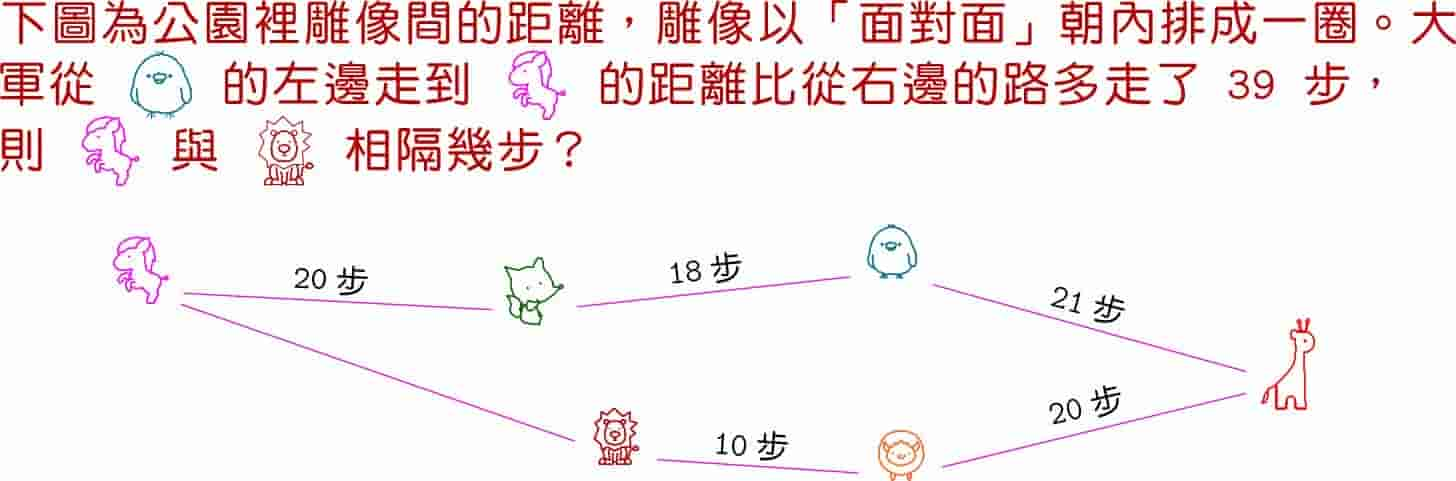 下圖為公園裡雕像間的距離，雕像以「面對面」朝內排成一圈。大
軍從 的左邊走到 的距離比從右邊的路多走了 39 步，
則 與 相隔幾步？
20 步
18 步
21 步
20 步
10 步